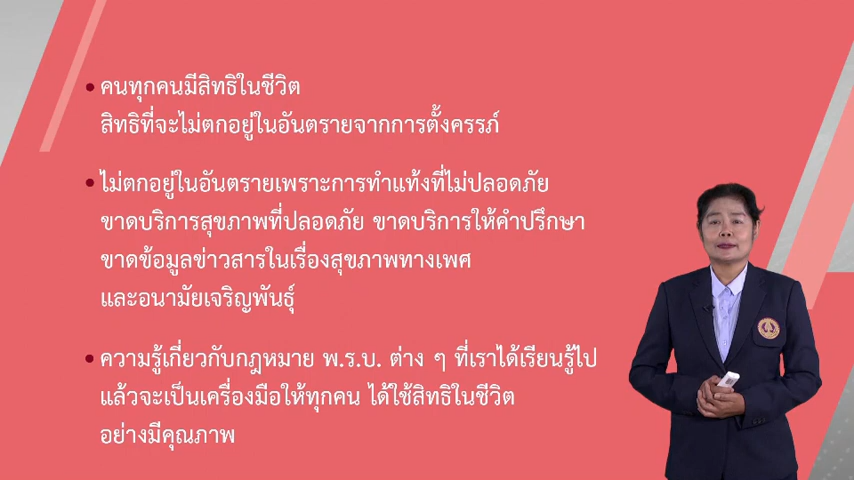 • คนทุกคนมีสิทธิในชีวิต
สิทธิที่จะไม่ตกอยู่ในอันตรายจากการตั้งครรภ์
• ไม่ตกอยู่ในอันตรายเพราะการทำแท้งที่ไม่ปลอดภัย
ขาดบริการสุขภาพที่ปลอดภัย ขาดบริการให้คำปรึกษา
ขาดข้อมูลข่าวสารในเรื่องสุขภาพทางเพศ
และอนามัยเจริญพันธุ์
• ความรู้เกี่ยวกับกฎหมาย พ.ร.บ. ต่าง ๆ ที่เราได้เรียนรู้ไป
แล้วจะเป็นเครื่องมือให้ทุกคน ได้ใช้สิทธิในชีวิต
อย่างมีคุณภาพ